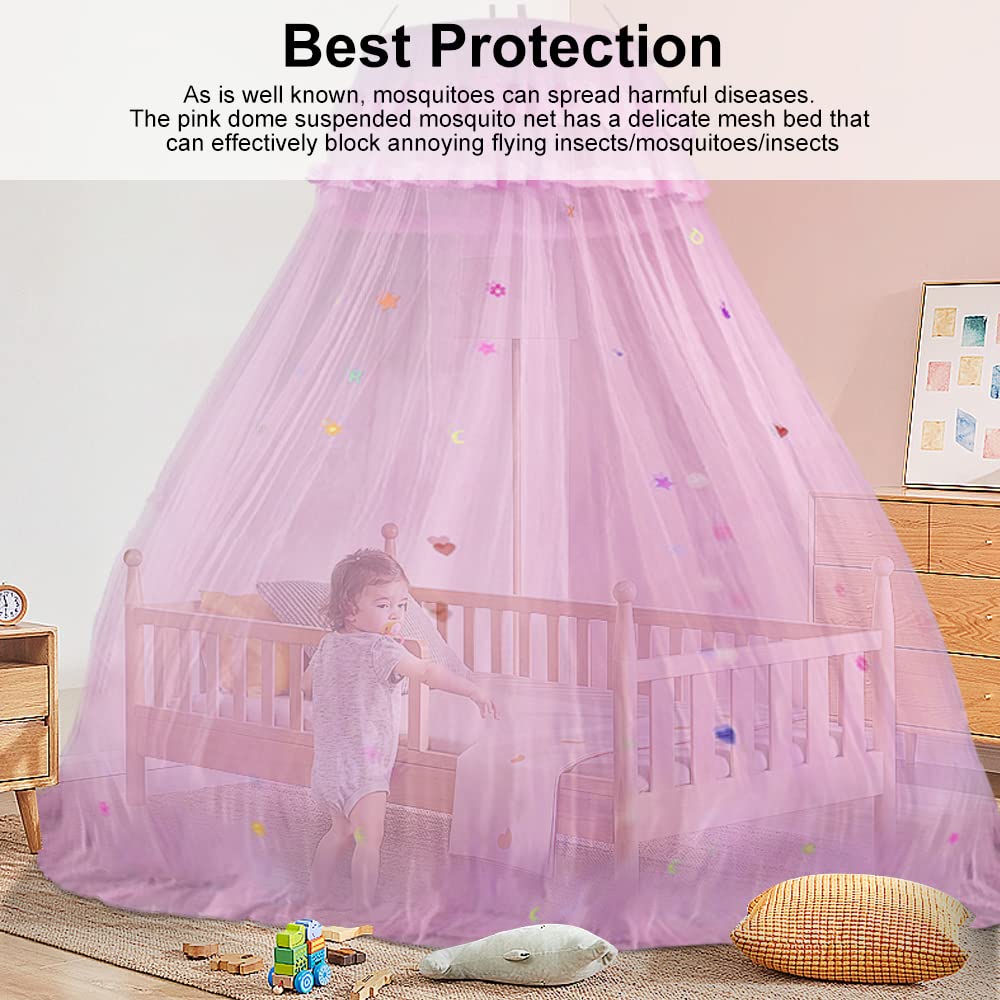 Best Protection
As is well known, mosquitoes can spread harmful diseases.
The pink dome suspended mosquito net has a delicate mesh bed that
can effectively block annoying flying insects/mosquitoes/insects